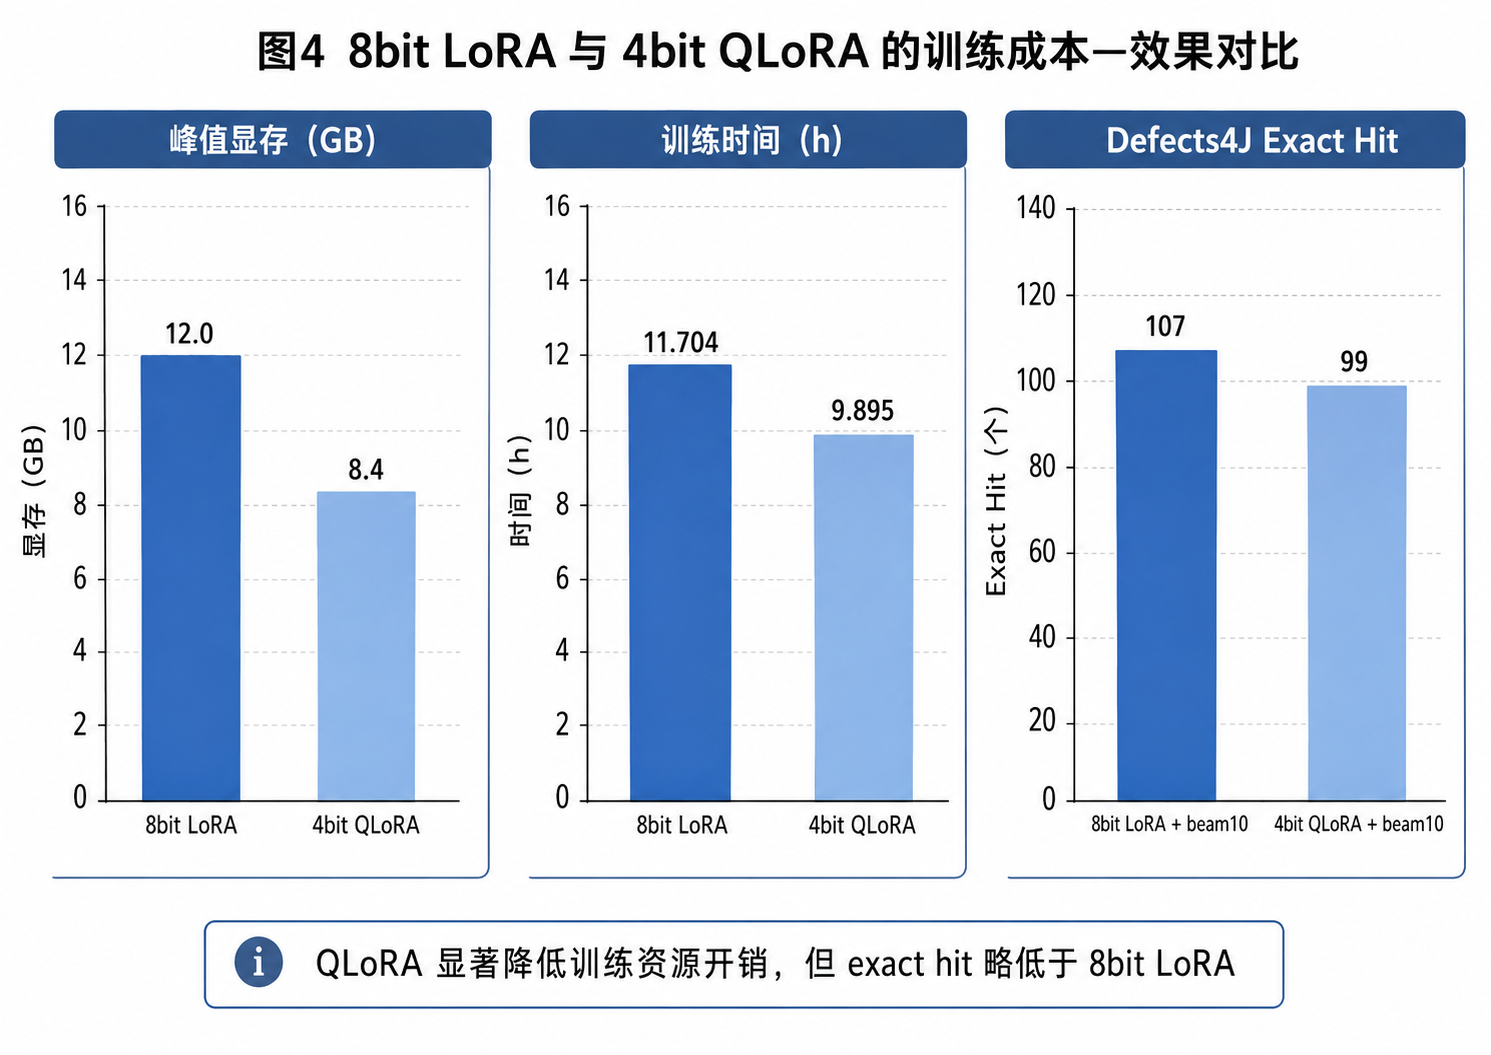 图4 8bit LoRA 与 4bit QLoRA 的训练成本—效果对比
峰值显存（GB）
显存（GB）
16
14
12
10
8
6
4
2
0
12.0
8.4
8bit LoRA
4bit QLoRA
训练时间（h）
时间（h）
16
14
12
10
8
6
4
2
0
11.704
9.895
8bit LoRA
4bit QLoRA
Defects4J Exact Hit
Exact Hit（个）
140
120
100
80
60
40
20
0
107
99
8bit LoRA + beam10
4bit QLoRA + beam10
i
QLoRA 显著降低训练资源开销，但 exact hit 略低于 8bit LoRA